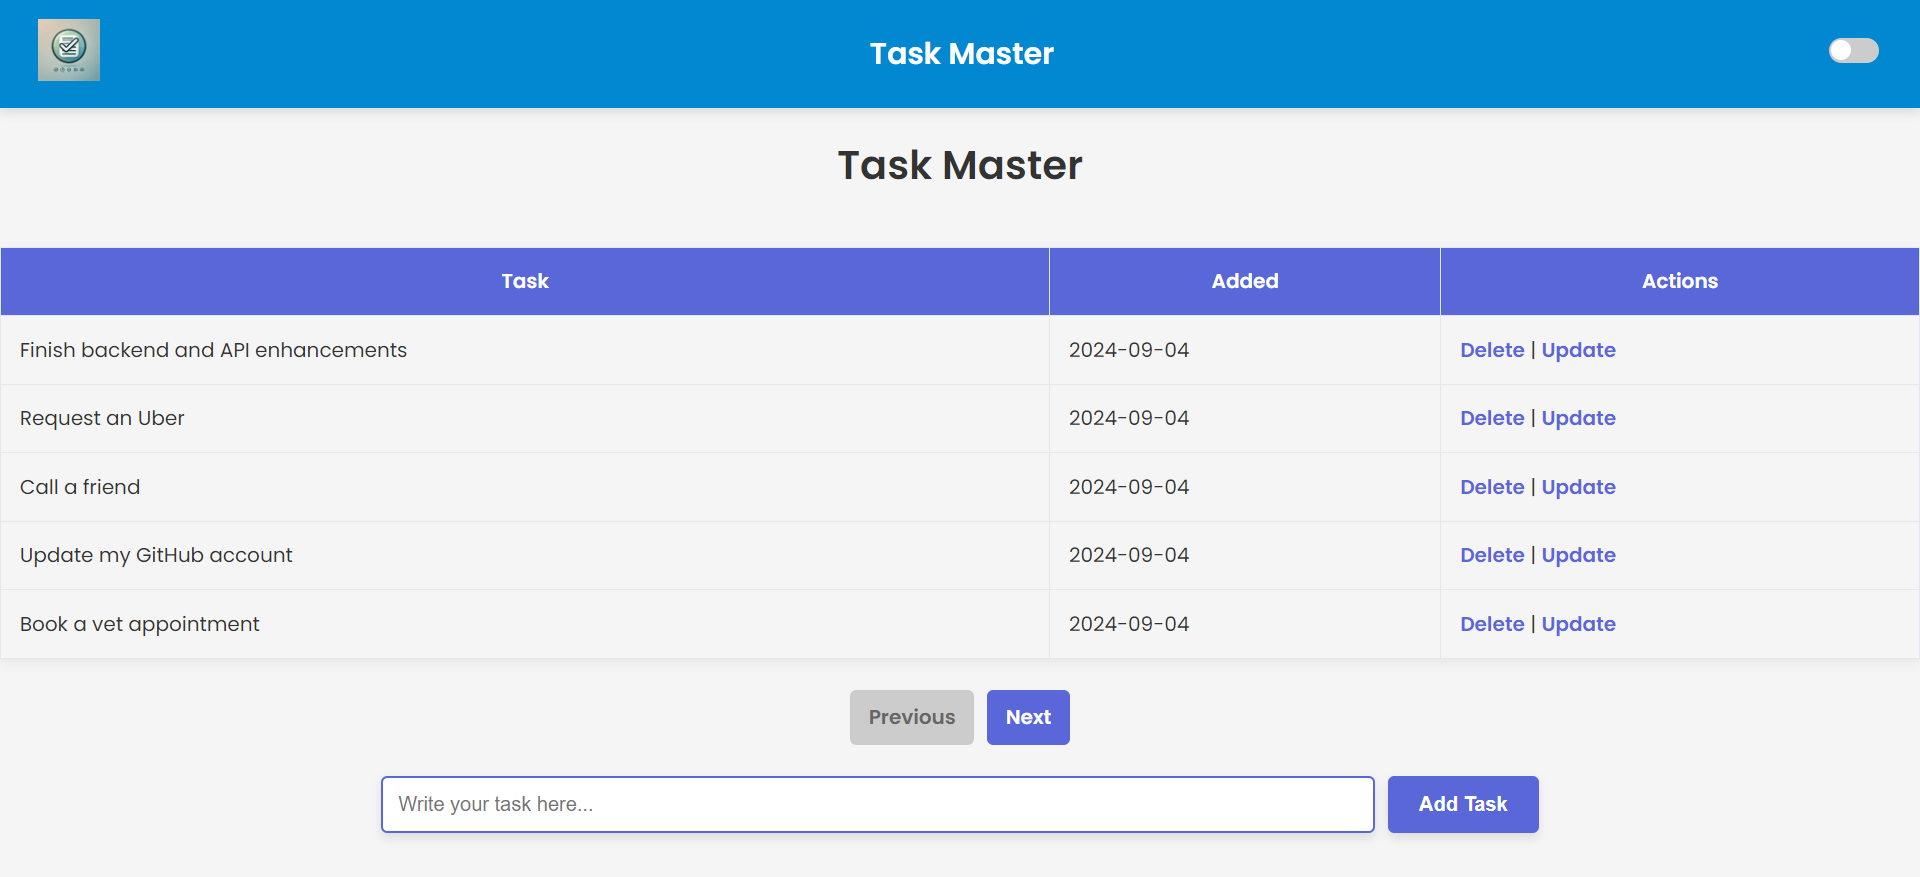 Task Master
Task Master
Task Added Actions
Finish backend and API enhancements 2024-09-04 Delete | Update
Request an Uber 2024-09-04 Delete | Update
Call a friend 2024-09-04 Delete | Update
Update my GitHub account 2024-09-04 Delete | Update
Book a vet appointment 2024-09-04 Delete | Update
Previous Next
Write your task here... Add Task